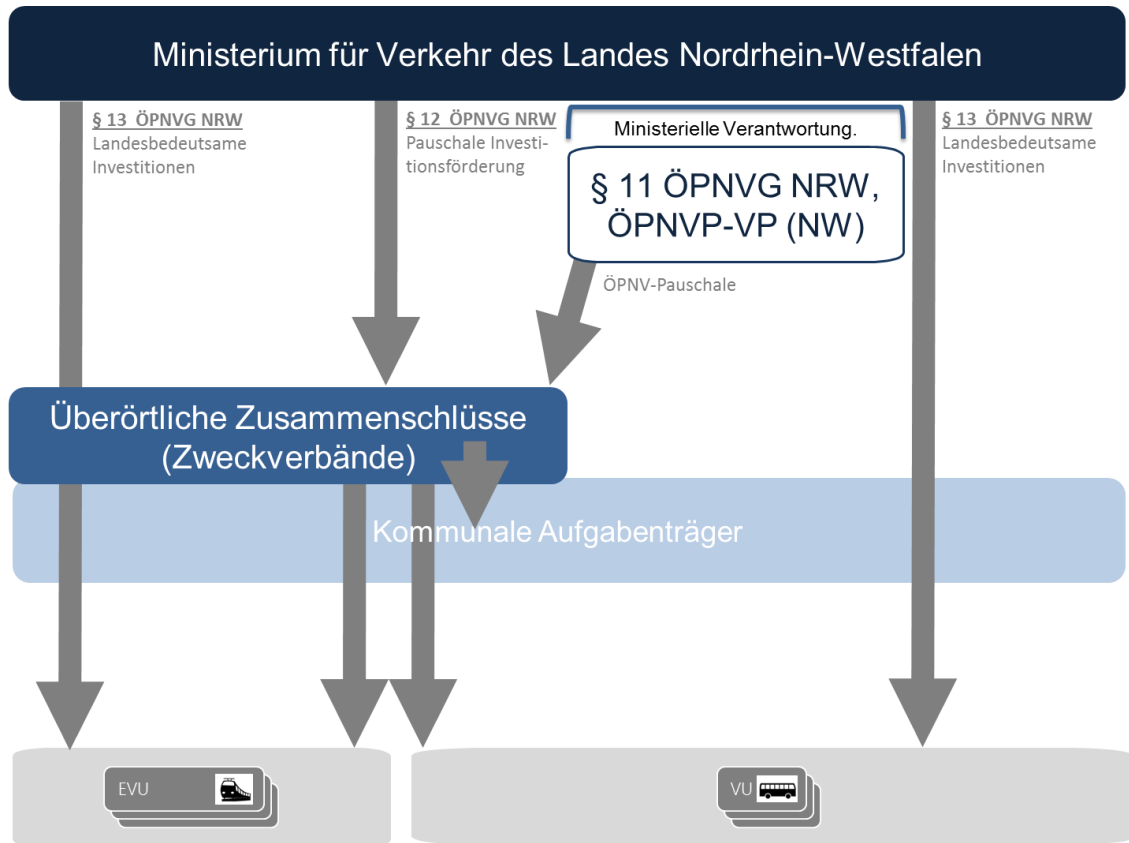 Ministerium für Verkehr des Landes Nordrhein-Westfalen
§ 13 ÖPNVG NRW
Landesbedeutsame
Investitionen
§ 12 ÖPNVG NRW
Pauschale Investi-
tionsförderung
Ministerielle Verantwortung.
§ 11 ÖPNVG NRW,
ÖPNVP-VP (NW)
ÖPNV-Pauschale
§ 13 ÖPNVG NRW
Landesbedeutsame
Investitionen
Überörtliche Zusammenschlüsse
(Zweckverbände)
Kommunale Aufgabenträger
EVU
VU